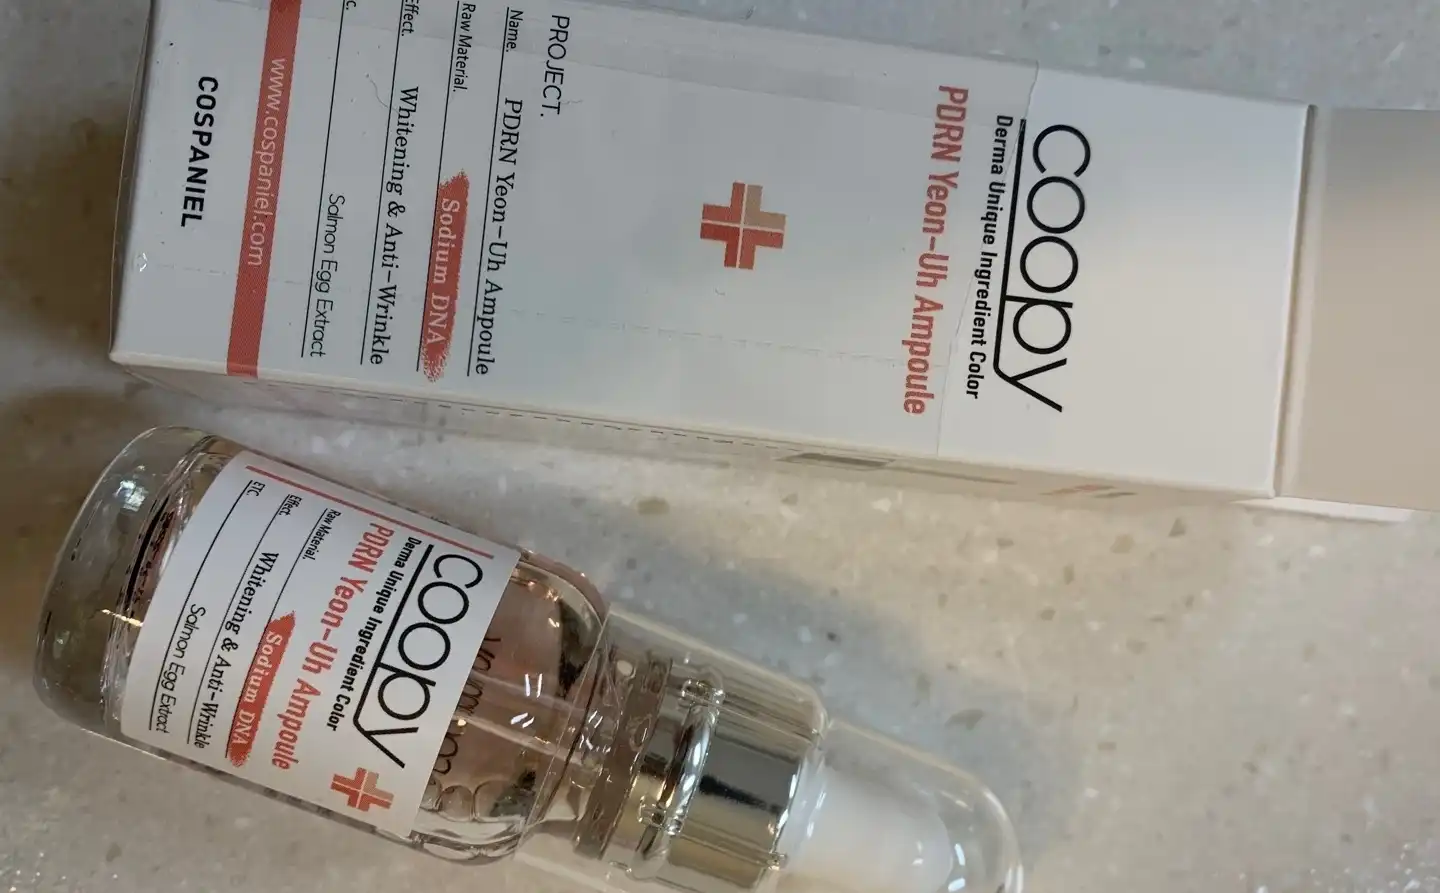 coopy
Derma Unique Ingredient Color
PDRN Yeon-Uh Ampoule
PROJECT.
Name. PDRN Yeon-Uh Ampoule
Raw Material. Sodium DNA
Effect. Whitening & Anti-Wrinkle
Salmon Egg Extract
www.cospaniel.com
COSPANIEL
coopy
Derma Unique Ingredient Color
PDRN Yeon-Uh Ampoule
Raw Material. Sodium DNA
Effect. Whitening & Anti-Wrinkle
ETC. Salmon Egg Extract